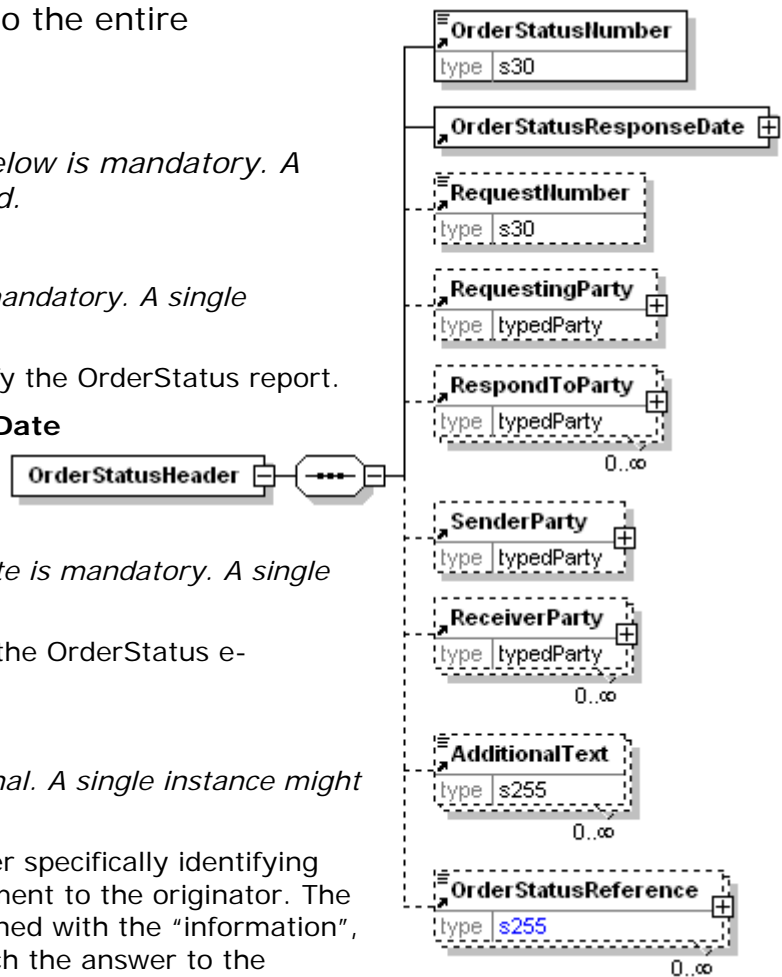 o the entire
elow is mandatory. A
d.
mandatory. A single
fy the OrderStatus report.
Date
te is mandatory. A single
the OrderStatus e-
nal. A single instance might
er specifically identifying
ment to the originator. The
ned with the "information",
ch the answer to the
OrderStatusHeader
OrderStatusNumber
type s30
OrderStatusResponseDate
RequestNumber
type s30
RequestingParty
type typedParty
RespondToParty
type typedParty
0..∞
SenderParty
type typedParty
ReceiverParty
type typedParty
0..∞
AdditionalText
type s255
0..∞
OrderStatusReference
type s255
0..∞